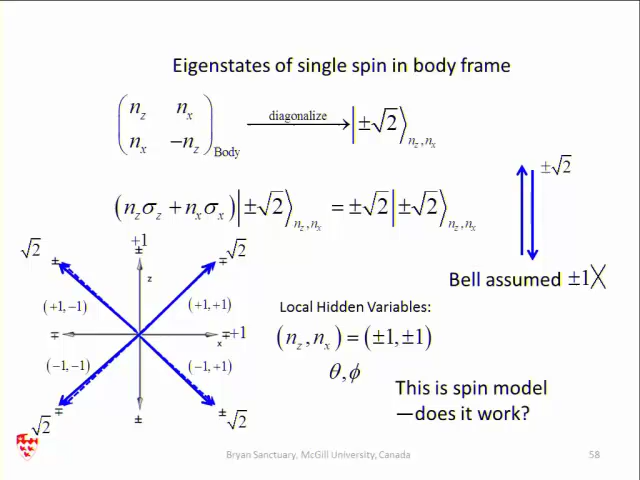 Eigenstates of single spin in body frame
n_z n_x
n_x −n_z Body
diagonalize
|±√2⟩ n_z, n_x
(n_z σ_z + n_x σ_x)|±√2⟩ n_z, n_x = ±√2|±√2⟩ n_z, n_x
±√2
Bell assumed ±1X
+1
±
√2
±
∓
√2
z
(+1,−1)
(+1,+1)
∓
x
∓+1
(−1,−1)
(−1,+1)
√2
∓
±
±
√2
Local Hidden Variables:
(n_z, n_x) = (±1, ±1)
θ, ϕ
This is spin model
—does it work?
Bryan Sanctuary, McGill University, Canada
58